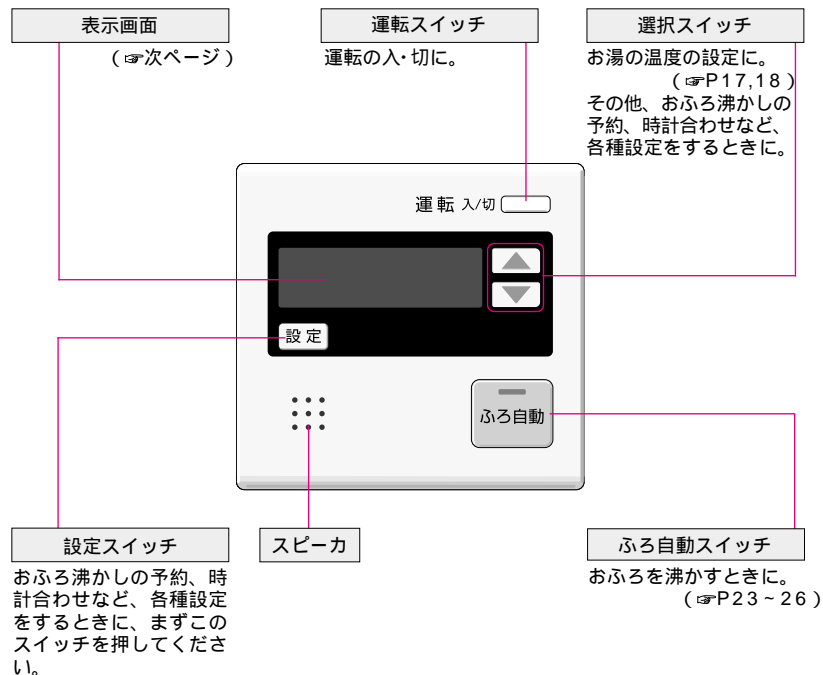 表示画面
（☞次ページ）
運転スイッチ
運転の入・切に。
選択スイッチ
お湯の温度の設定に。
（☞P17,18）
その他、おふろ沸かしの
予約、時計合わせなど、
各種設定をするときに。
運転 入/切
設定
ふろ自動
設定スイッチ
おふろ沸かしの予約、時
計合わせなど、各種設定
をするときに、まずこの
スイッチを押してくださ
い。
スピーカ
ふろ自動スイッチ
おふろを沸かすときに。
（☞P23~26）